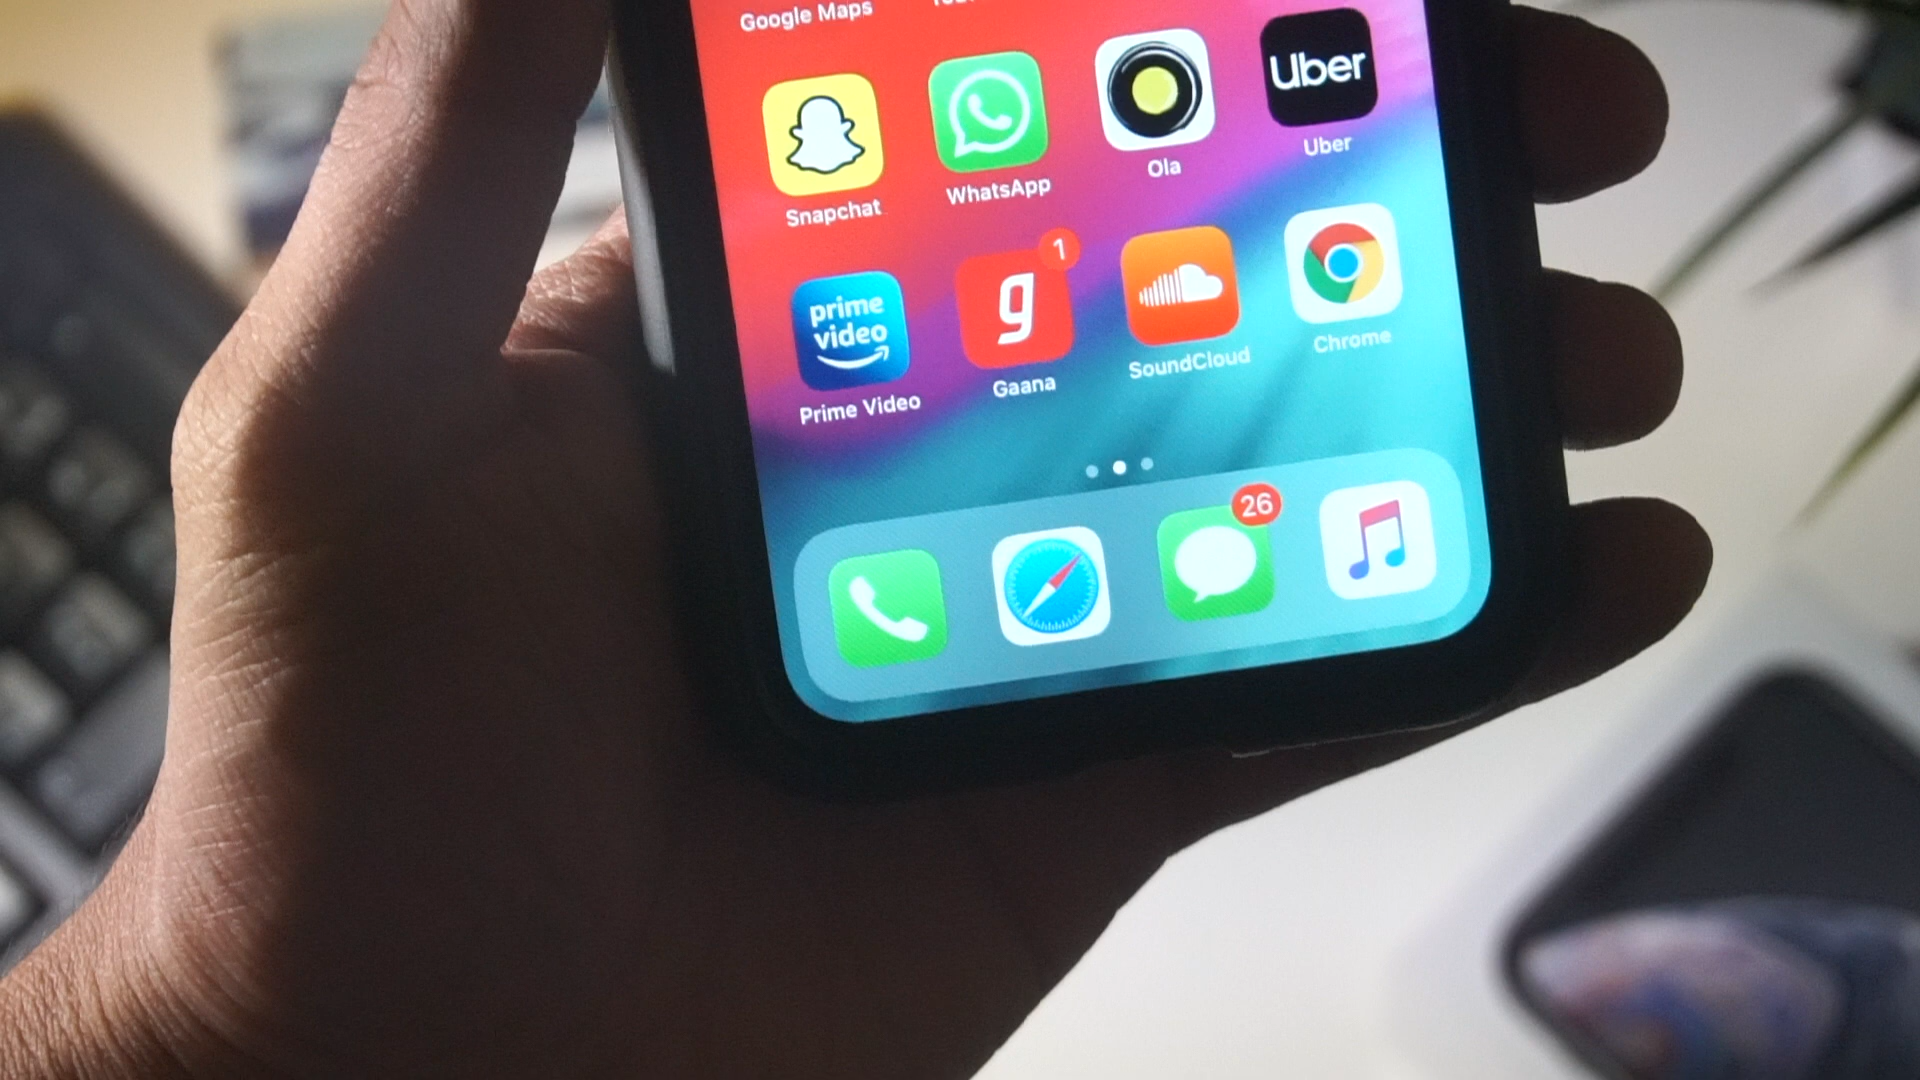 Google Maps
Snapchat
WhatsApp
Ola
Uber
Uber
prime
video
Prime Video
g
1
Gaana
SoundCloud
Chrome
26